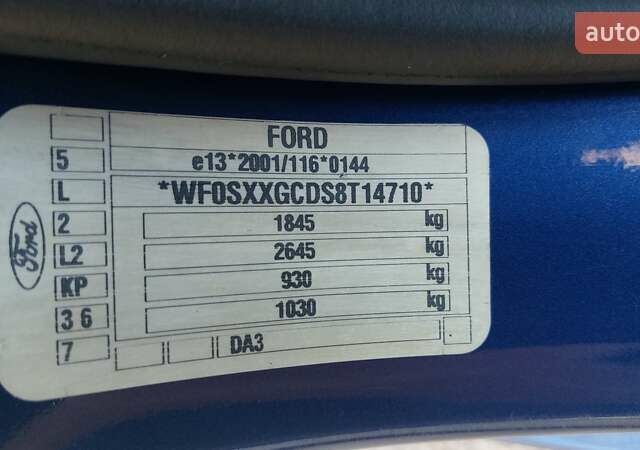 auto
FORD
5 e13*2001/116*0144
L *WF0SXXGCDS8T14710*
2 1845 kg
L2 2645 kg
KP 930 kg
3 6 1030 kg
7 DA3
Ford